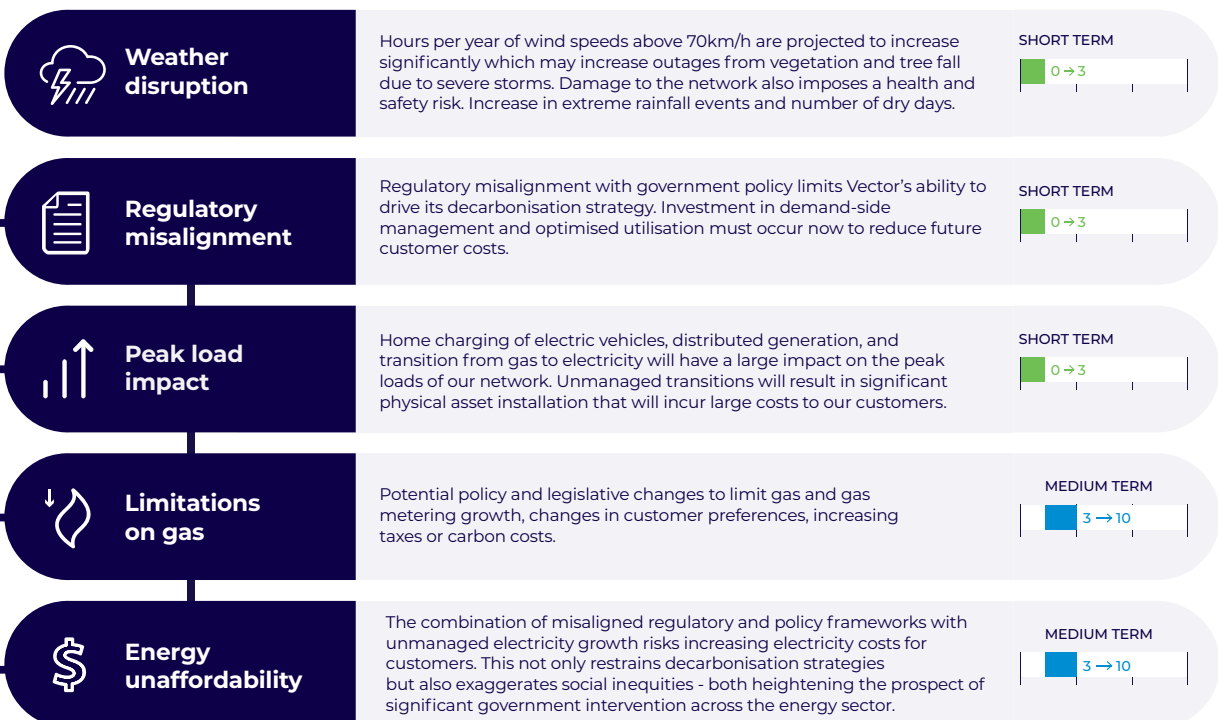 Weather
disruption
Hours per year of wind speeds above 70km/h are projected to increase
significantly which may increase outages from vegetation and tree fall
due to severe storms. Damage to the network also imposes a health and
safety risk. Increase in extreme rainfall events and number of dry days.
SHORT TERM
0 → 3
Regulatory
misalignment
Regulatory misalignment with government policy limits Vector's ability to
drive its decarbonisation strategy. Investment in demand-side
management and optimised utilisation must occur now to reduce future
customer costs.
SHORT TERM
0 → 3
Peak load
impact
Home charging of electric vehicles, distributed generation, and
transition from gas to electricity will have a large impact on the peak
loads of our network. Unmanaged transitions will result in significant
physical asset installation that will incur large costs to our customers.
SHORT TERM
0 → 3
Limitations
on gas
Potential policy and legislative changes to limit gas and gas
metering growth, changes in customer preferences, increasing
taxes or carbon costs.
MEDIUM TERM
3 → 10
Energy
unaffordability
The combination of misaligned regulatory and policy frameworks with
unmanaged electricity growth risks increasing electricity costs for
customers. This not only restrains decarbonisation strategies
but also exaggerates social inequities - both heightening the prospect of
significant government intervention across the energy sector.
MEDIUM TERM
3 → 10